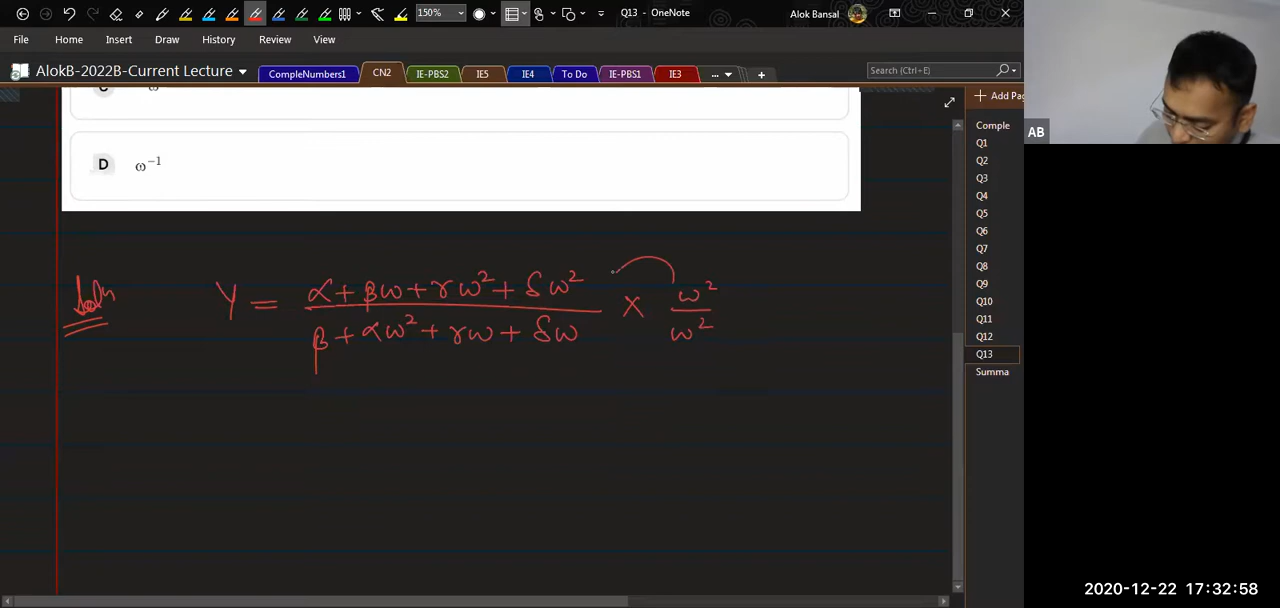 150% Q13 - OneNote Alok Bansal
File Home Insert Draw History Review View
AlokB-2022B-Current Lecture CompleNumbers1 CN2 IE-PBS2 IE5 IE4 To Do IE-PBS1 IE3 ... + Search (Ctrl+E)
Add Pag
AB
Comple
Q1
Q2
Q3
Q4
Q5
Q6
Q7
Q8
Q9
Q10
Q11
Q12
Q13
Summa
D ω⁻¹
Soln
Y = (α + βω + γω² + δω²) / (β + αω² + γω + δω) × ω² / ω²
2020-12-22 17:32:58